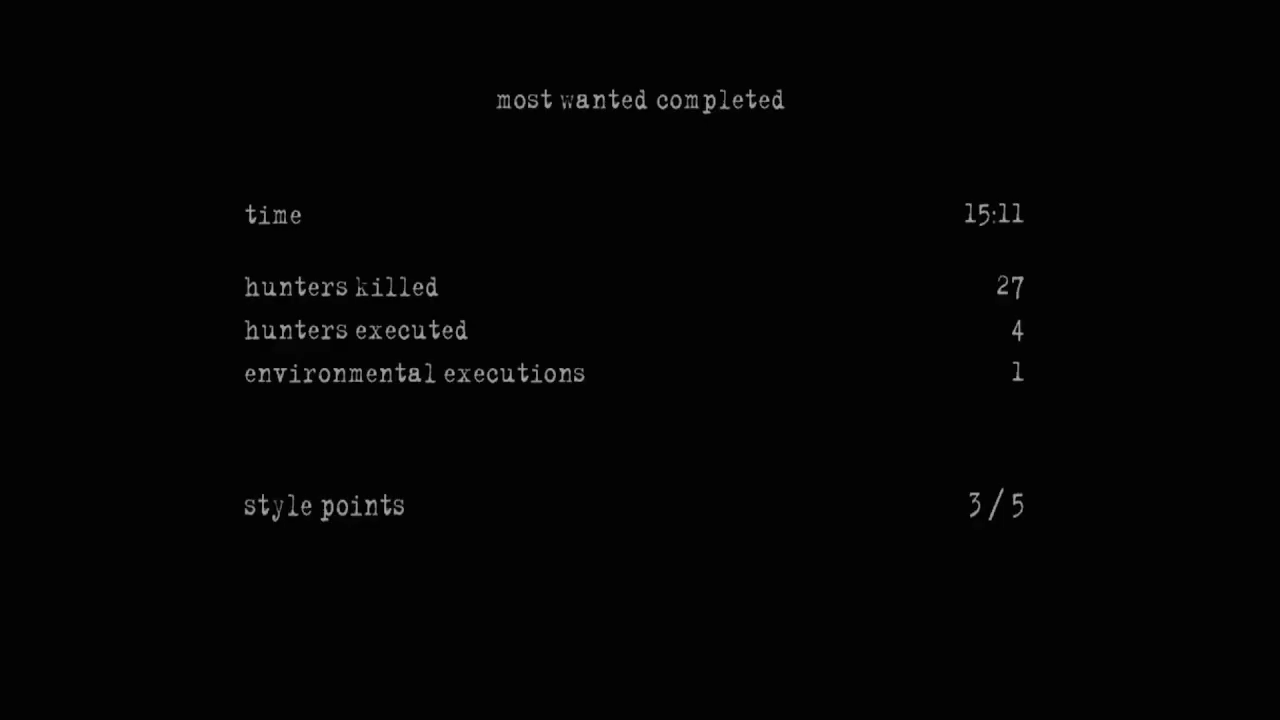 most wanted completed
time 15:11
hunters killed 27
hunters executed 4
environmental executions 1
style points 3 / 5